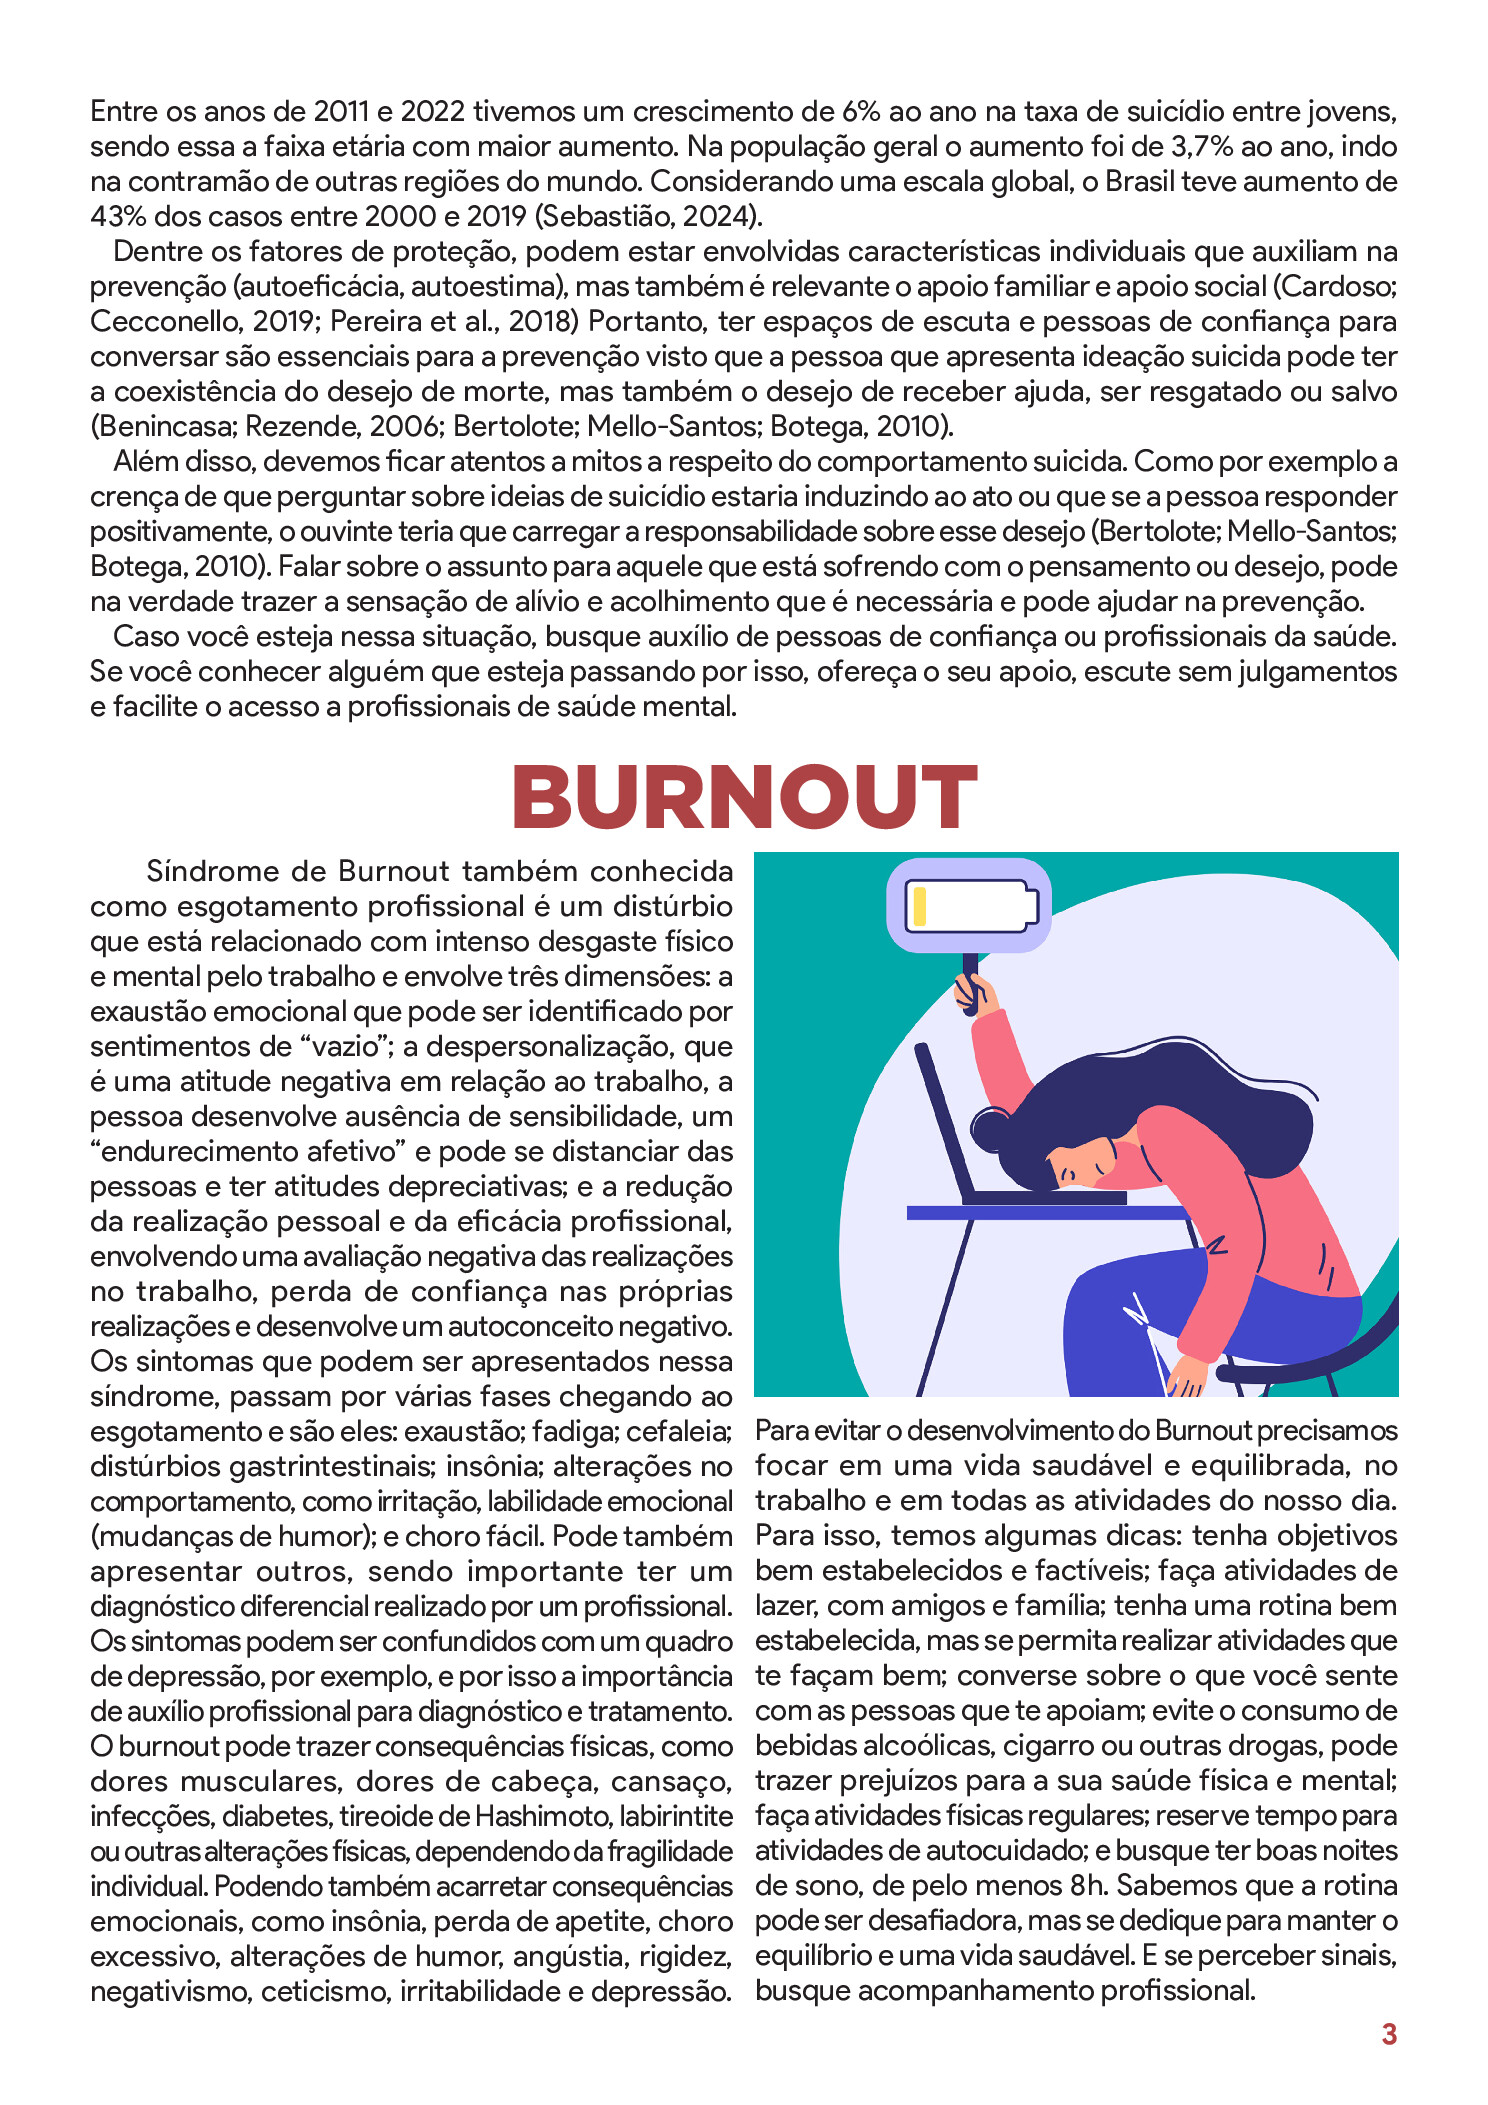 Entre os anos de 2011 e 2022 tivemos um crescimento de 6% ao ano na taxa de suicídio entre jovens,
sendo essa a faixa etária com maior aumento. Na população geral o aumento foi de 3,7% ao ano, indo
na contramão de outras regiões do mundo. Considerando uma escala global, o Brasil teve aumento de
43% dos casos entre 2000 e 2019 (Sebastião, 2024).
Dentre os fatores de proteção, podem estar envolvidas características individuais que auxiliam na
prevenção (autoeficácia, autoestima), mas também é relevante o apoio familiar e apoio social (Cardoso;
Cecconello, 2019; Pereira et al., 2018) Portanto, ter espaços de escuta e pessoas de confiança para
conversar são essenciais para a prevenção visto que a pessoa que apresenta ideação suicida pode ter
a coexistência do desejo de morte, mas também o desejo de receber ajuda, ser resgatado ou salvo
(Benincasa; Rezende, 2006; Bertolote; Mello-Santos; Botega, 2010).
Além disso, devemos ficar atentos a mitos a respeito do comportamento suicida. Como por exemplo a
crença de que perguntar sobre ideias de suicídio estaria induzindo ao ato ou que se a pessoa responder
positivamente, o ouvinte teria que carregar a responsabilidade sobre esse desejo (Bertolote; Mello-Santos;
Botega, 2010). Falar sobre o assunto para aquele que está sofrendo com o pensamento ou desejo, pode
na verdade trazer a sensação de alívio e acolhimento que é necessária e pode ajudar na prevenção.
Caso você esteja nessa situação, busque auxílio de pessoas de confiança ou profissionais da saúde.
Se você conhecer alguém que esteja passando por isso, ofereça o seu apoio, escute sem julgamentos
e facilite o acesso a profissionais de saúde mental.
BURNOUT
Síndrome de Burnout também conhecida
como esgotamento profissional é um distúrbio
que está relacionado com intenso desgaste físico
e mental pelo trabalho e envolve três dimensões: a
exaustão emocional que pode ser identificado por
sentimentos de “vazio”; a despersonalização, que
é uma atitude negativa em relação ao trabalho, a
pessoa desenvolve ausência de sensibilidade, um
“endurecimento afetivo” e pode se distanciar das
pessoas e ter atitudes depreciativas; e a redução
da realização pessoal e da eficácia profissional,
envolvendo uma avaliação negativa das realizações
no trabalho, perda de confiança nas próprias
realizações e desenvolve um autoconceito negativo.
Os sintomas que podem ser apresentados nessa
síndrome, passam por várias fases chegando ao
esgotamento e são eles: exaustão; fadiga; cefaleia;
distúrbios gastrintestinais; insônia; alterações no
comportamento, como irritação, labilidade emocional
(mudanças de humor); e choro fácil. Pode também
apresentar outros, sendo importante ter um
diagnóstico diferencial realizado por um profissional.
Os sintomas podem ser confundidos com um quadro
de depressão, por exemplo, e por isso a importância
de auxílio profissional para diagnóstico e tratamento.
O burnout pode trazer consequências físicas, como
dores musculares, dores de cabeça, cansaço,
infecções, diabetes, tireoide de Hashimoto, labirintite
ou outras alterações físicas, dependendo da fragilidade
individual. Podendo também acarretar consequências
emocionais, como insônia, perda de apetite, choro
excessivo, alterações de humor, angústia, rigidez,
negativismo, ceticismo, irritabilidade e depressão.
Para evitar o desenvolvimento do Burnout precisamos
focar em uma vida saudável e equilibrada, no
trabalho e em todas as atividades do nosso dia.
Para isso, temos algumas dicas: tenha objetivos
bem estabelecidos e factíveis; faça atividades de
lazer, com amigos e família; tenha uma rotina bem
estabelecida, mas se permita realizar atividades que
te façam bem; converse sobre o que você sente
com as pessoas que te apoiam; evite o consumo de
bebidas alcoólicas, cigarro ou outras drogas, pode
trazer prejuízos para a sua saúde física e mental;
faça atividades físicas regulares; reserve tempo para
atividades de autocuidado; e busque ter boas noites
de sono, de pelo menos 8h. Sabemos que a rotina
pode ser desafiadora, mas se dedique para manter o
equilíbrio e uma vida saudável. E se perceber sinais,
busque acompanhamento profissional.
3